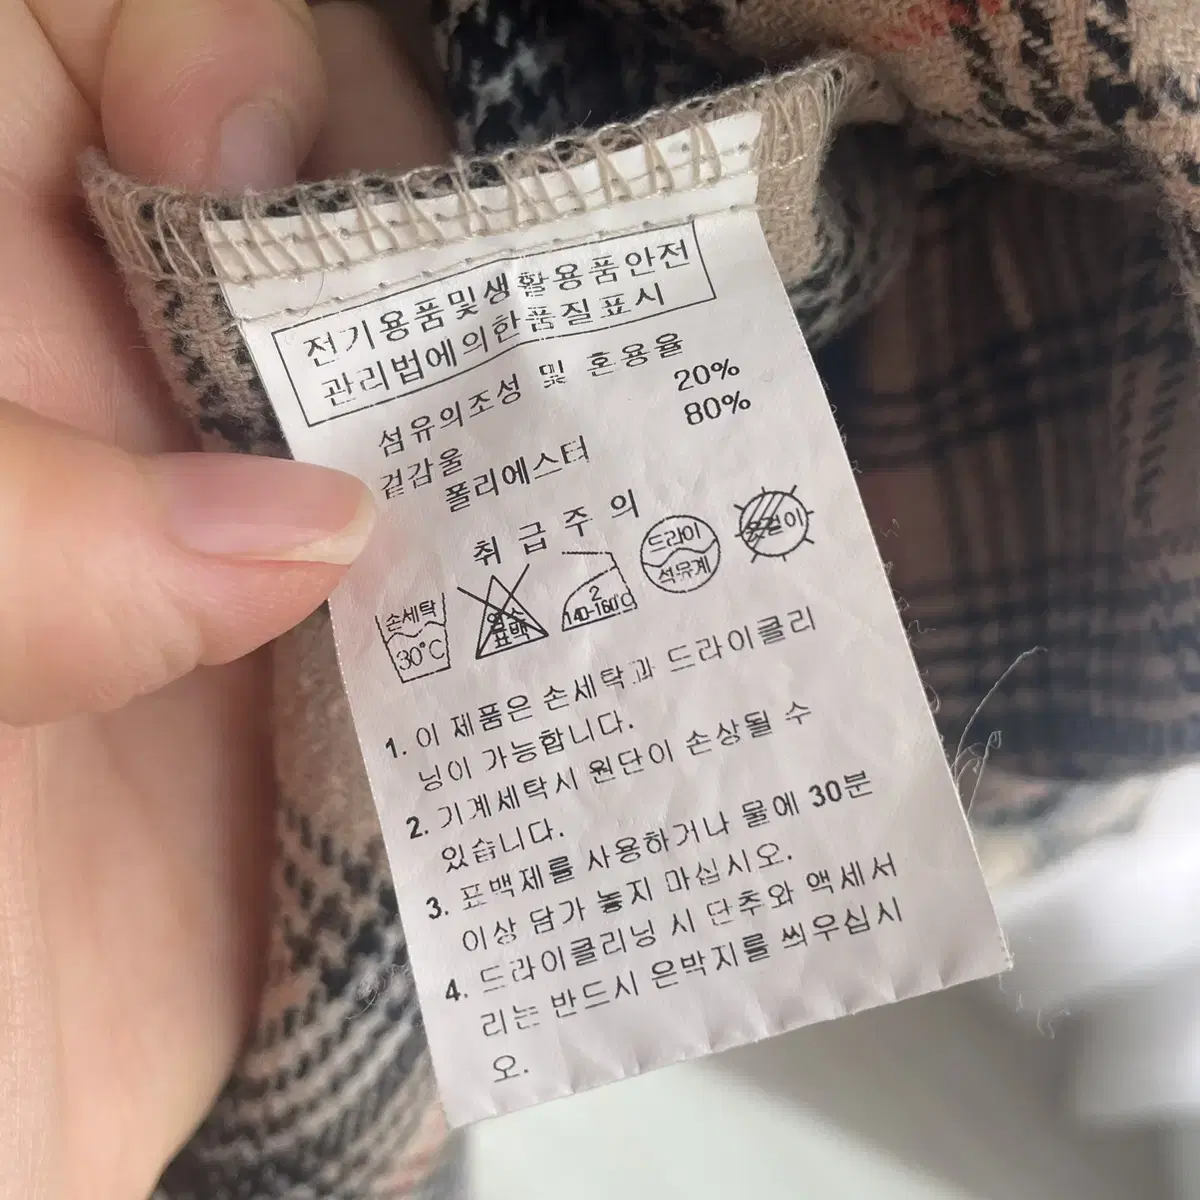 전기용품및생활용품안전
관리법에의한품질표시
섬유의조성 및 혼용율
겉감울 20%
폴리에스터 80%
취급주의
손세탁
30°C
염소
표백
2
140-160°C
드라이
석유계
옷걸이
1. 이 제품은 손세탁과 드라이클리
닝이 가능합니다.
2. 기계세탁시 원단이 손상될 수
있습니다.
3. 표백제를 사용하거나 물에 30분
이상 담가 놓지 마십시오.
4. 드라이클리닝 시 단추와 액세서
리는 반드시 은박지를 씌우십시
오.